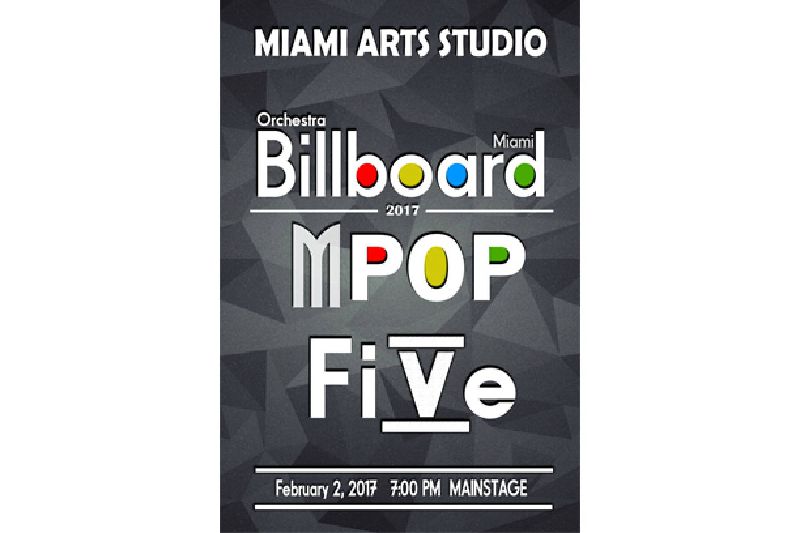 MIAMI ARTS STUDIO
Orchestra
Miami
Billboard
2017
MPOP
FiVe
February 2, 2017 7:00 PM MAINSTAGE